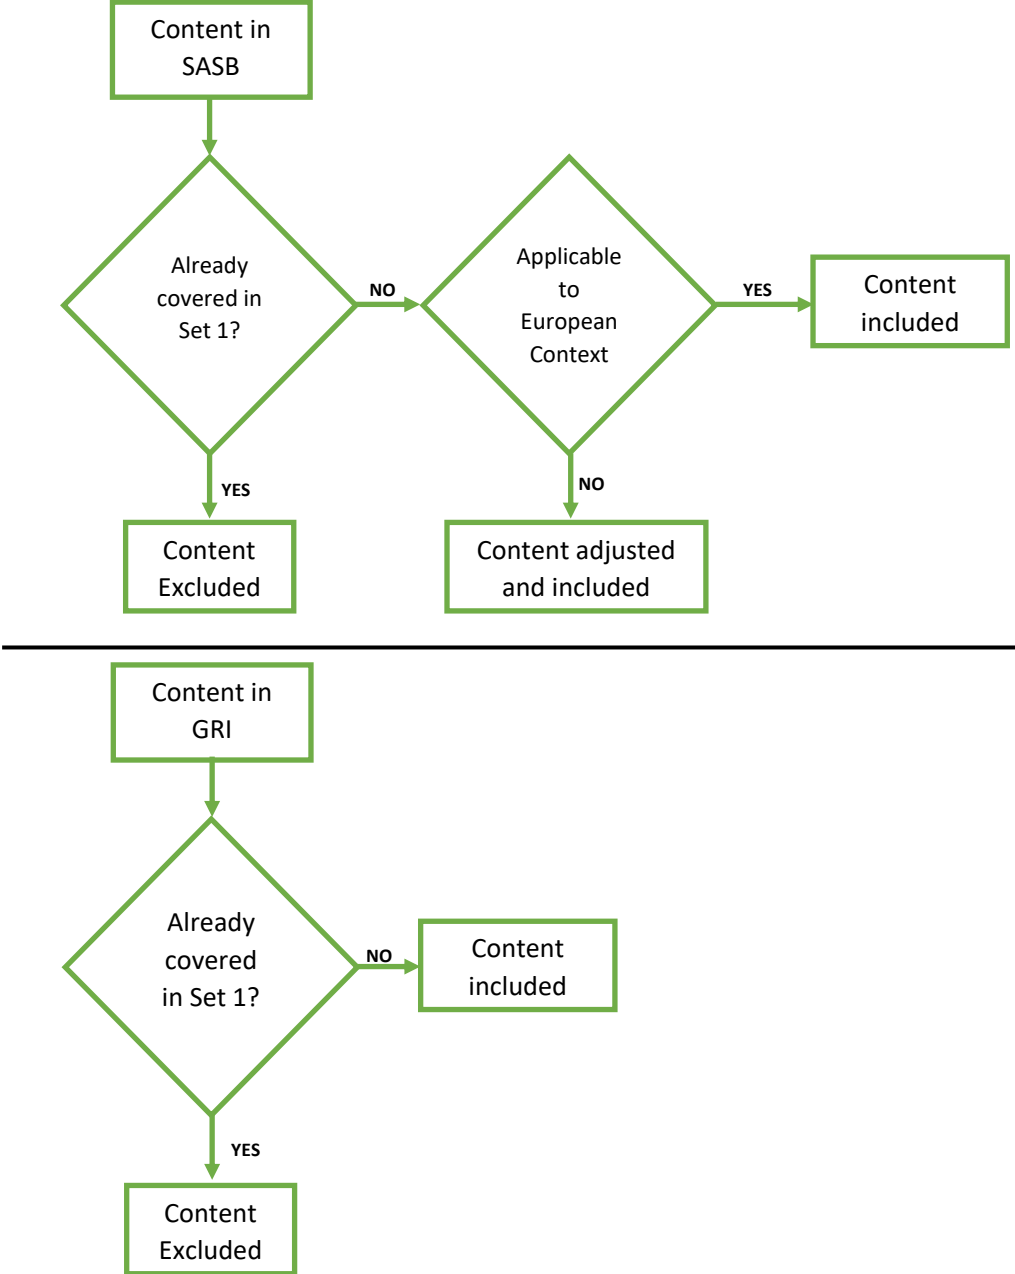 Content in
SASB
Already
covered in
Set 1?
NO
Applicable
to
European
Context
YES
Content
included
YES
Content
Excluded
NO
Content adjusted
and included
Content in
GRI
Already
covered
in Set 1?
NO
Content
included
YES
Content
Excluded